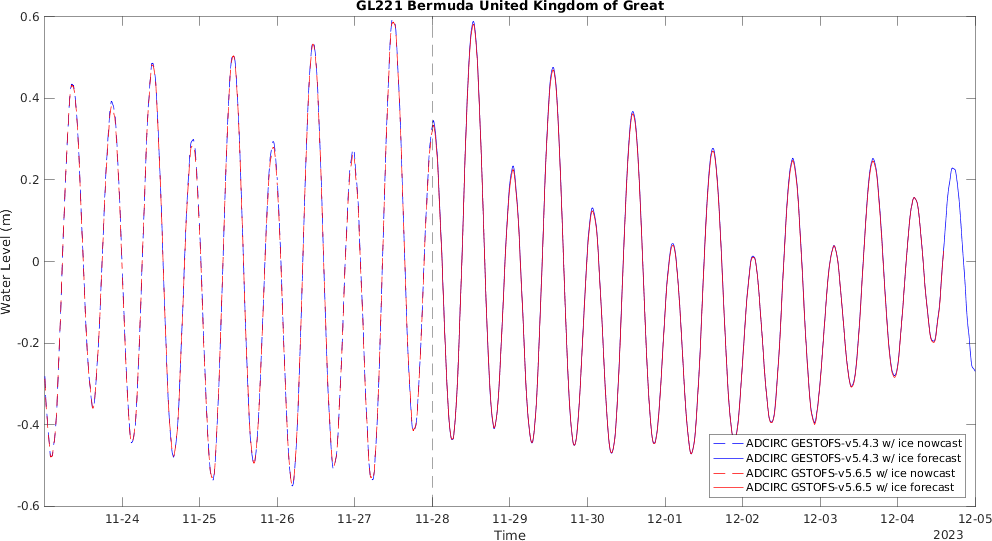 GL221 Bermuda United Kingdom of Great
0.6
0.4
0.2
0
-0.2
-0.4
-0.6
Water Level (m)
ADCIRC GESTOFS-v5.4.3 w/ ice nowcast
ADCIRC GESTOFS-v5.4.3 w/ ice forecast
ADCIRC GSTOFS-v5.6.5 w/ ice nowcast
ADCIRC GSTOFS-v5.6.5 w/ ice forecast
11-24 11-25 11-26 11-27 11-28 11-29 11-30 12-01 12-02 12-03 12-04 12-05
Time
2023